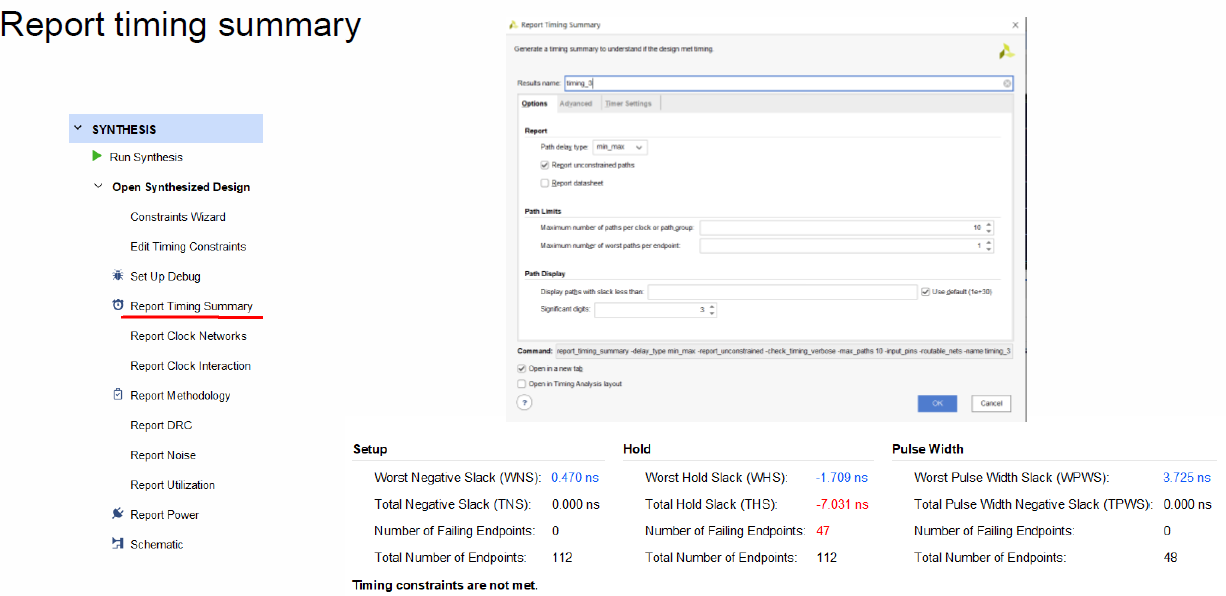 Report timing summary
SYNTHESIS
Run Synthesis
Open Synthesized Design
Constraints Wizard
Edit Timing Constraints
Set Up Debug
Report Timing Summary
Report Clock Networks
Report Clock Interaction
Report Methodology
Report DRC
Report Noise
Report Utilization
Report Power
Schematic
Report Timing Summary
Generate a timing summary to understand if the design met timing.
Results name: timing_3
Options Advanced Timer Settings
Report
Path delay type: min_max
Report unconstrained paths
Report datasheet
Path Limits
Maximum number of paths per clock or path group: 10
Maximum number of worst paths per endpoint: 1
Path Display
Display paths with slack less than: Use default (1e+30)
Significant digits: 3
Command: report_timing_summary -delay_type min_max -report_unconstrained -check_timing_verbose -max_paths 10 -input_pins -routable_nets -name timing_3
Open in a new tab
Open in Timing Analysis layout
? OK Cancel
Setup Hold Pulse Width
Worst Negative Slack (WNS): 0.470 ns Worst Hold Slack (WHS): -1.709 ns Worst Pulse Width Slack (WPWS): 3.725 ns
Total Negative Slack (TNS): 0.000 ns Total Hold Slack (THS): -7.031 ns Total Pulse Width Negative Slack (TPWS): 0.000 ns
Number of Failing Endpoints: 0 Number of Failing Endpoints: 47 Number of Failing Endpoints: 0
Total Number of Endpoints: 112 Total Number of Endpoints: 112 Total Number of Endpoints: 48
Timing constraints are not met.